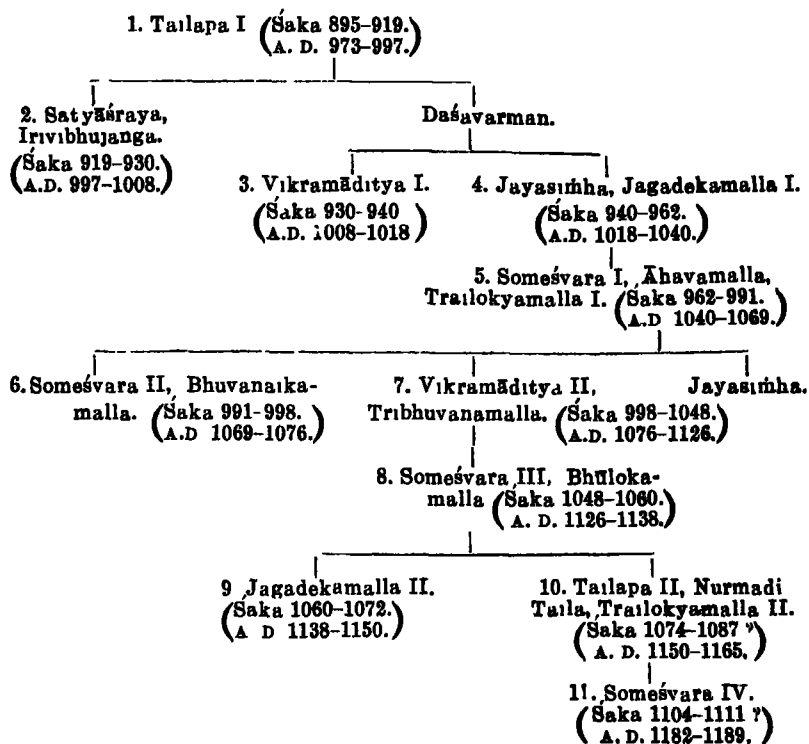 1. Tailapa I (Śaka 895–919.
A. D. 973–997.)
2. Satyāśraya,
Irivibhujanga.
(Śaka 919–930.
A.D. 997–1008.)
Daśavarman.
3. Vikramāditya I.
(Śaka 930-940
A.D. 1008–1018)
4. Jayasiṁha, Jagadekamalla I.
(Śaka 940–962.
A.D. 1018–1040.)
5. Someśvara I, Āhavamalla,
Trailokyamalla I. (Śaka 962–991.
A.D 1040–1069.)
6. Someśvara II, Bhuvanaika-
malla. (Śaka 991-998.
A.D 1069–1076.)
7. Vikramāditya II,
Tribhuvanamalla. (Śaka 998–1048.
A.D. 1076–1126.)
Jayasiṁha.
8. Someśvara III, Bhūloka-
malla (Śaka 1048–1060.
A. D. 1126–1138.)
9 Jagadekamalla II.
(Śaka 1060–1072.
A D 1138–1150.)
10. Tailapa II, Nurmadi
Taila, Trailokyamalla II.
(Śaka 1074–1087 ?
A. D. 1150–1165.)
11. Someśvara IV.
(Śaka 1104–1111 ?
A. D. 1182–1189.)